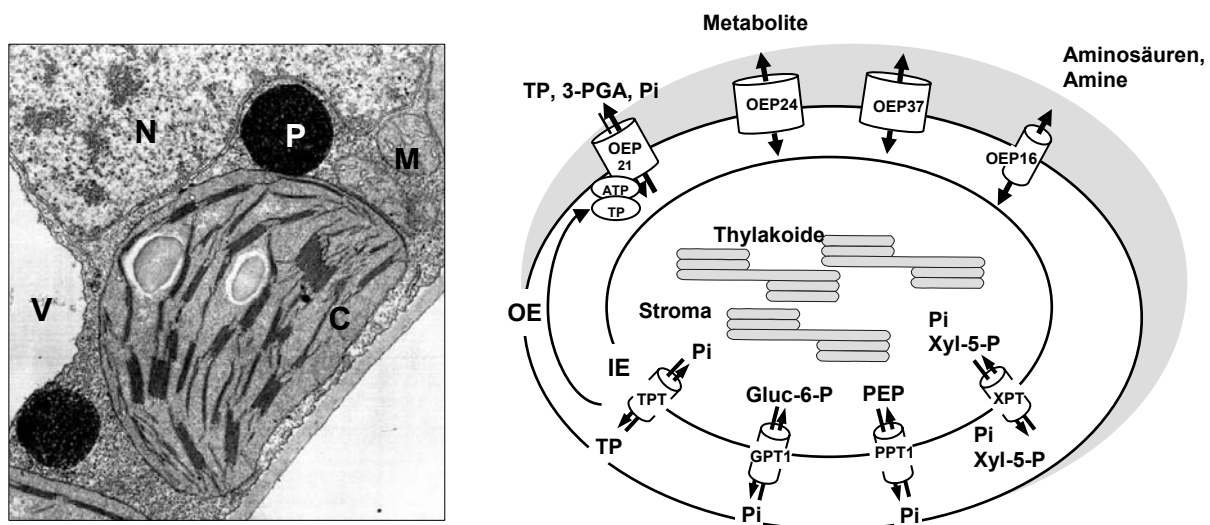 N
P
M
V
C
Metabolite
Aminosäuren,
Amine
TP, 3-PGA, Pi
OEP24
OEP37
OEP
21
OEP16
ATP
TP
Thylakoide
OE
Stroma
Pi
Xyl-5-P
IE
Pi
TPT
Gluc-6-P
PEP
XPT
TP
GPT1
PPT1
Pi
Xyl-5-P
Pi
Pi